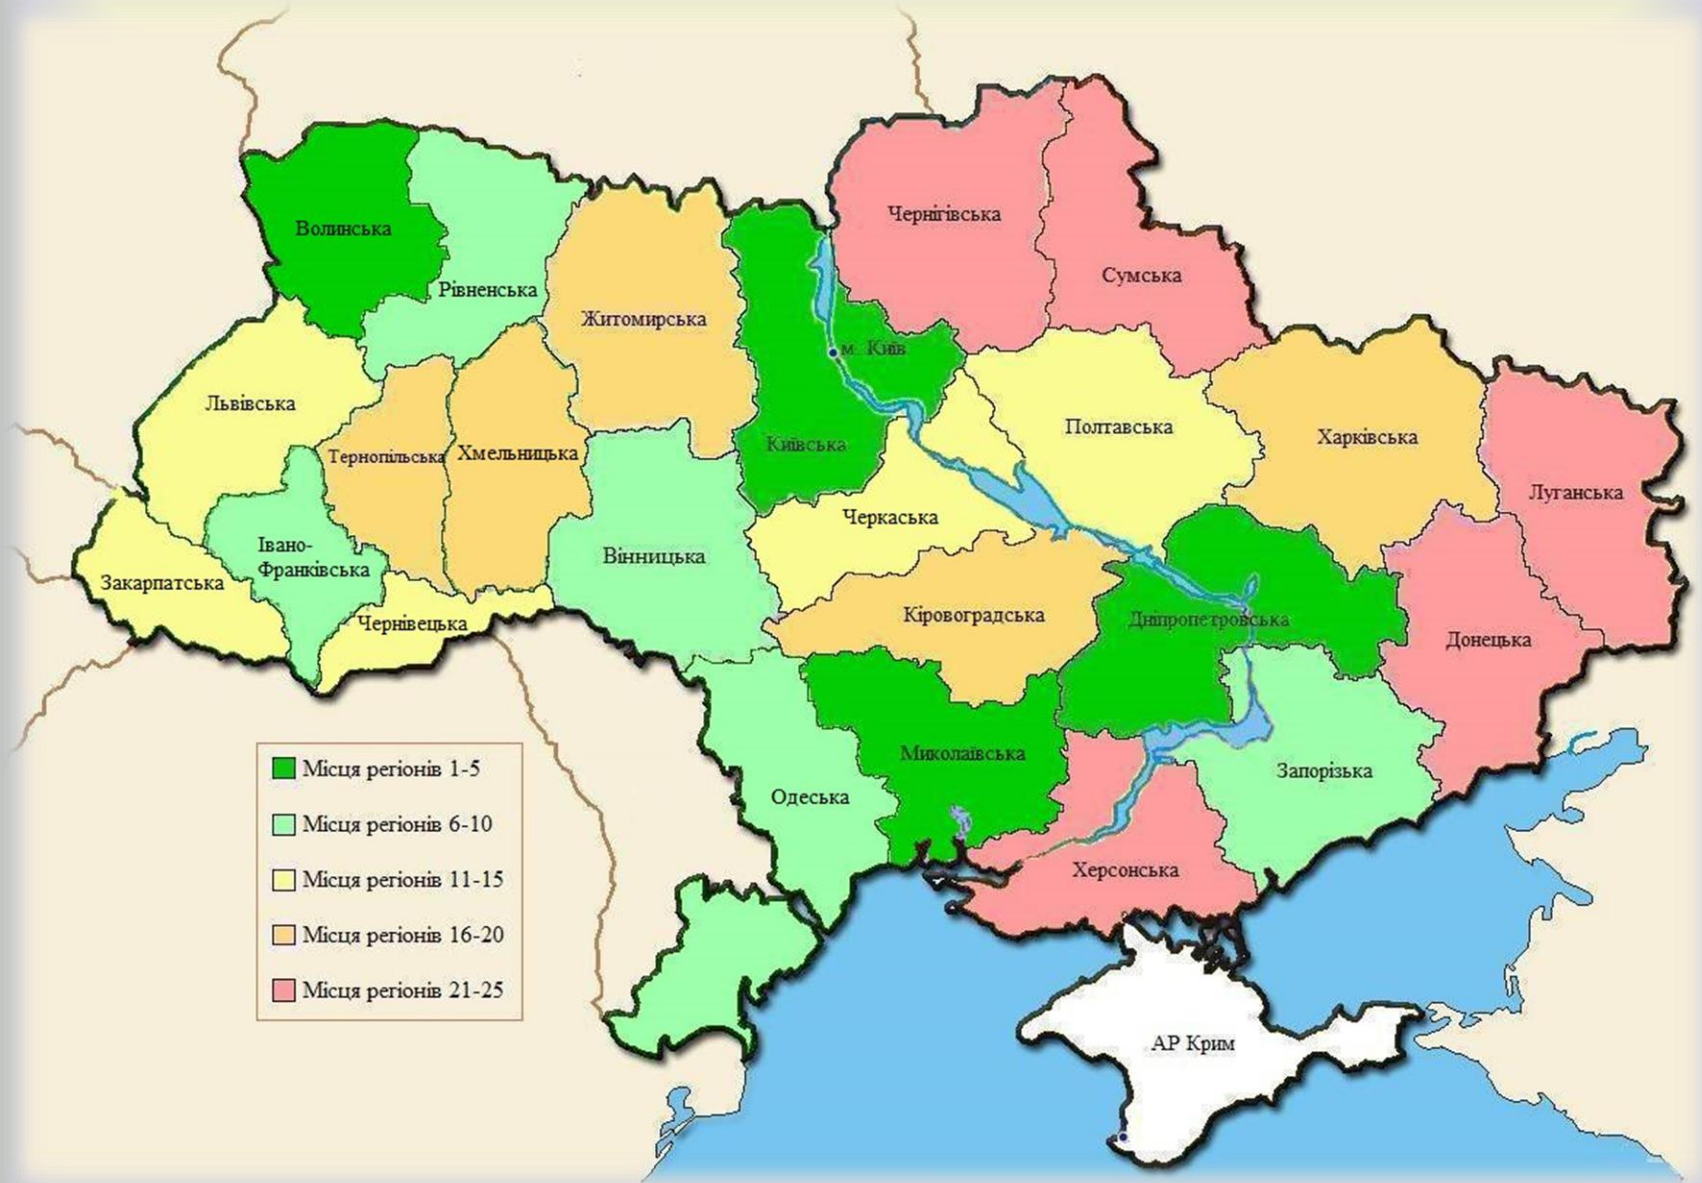 Волинська
Рівненська
Житомирська
Чернігівська
Сумська
м. Київ
Київська
Львівська
Тернопільська
Хмельницька
Полтавська
Харківська
Луганська
Черкаська
Вінницька
Івано-
Франківська
Закарпатська
Чернівецька
Кіровоградська
Дніпропетровська
Донецька
Миколаївська
Одеська
Запорізька
Херсонська
АР Крим
Місця регіонів 1-5
Місця регіонів 6-10
Місця регіонів 11-15
Місця регіонів 16-20
Місця регіонів 21-25